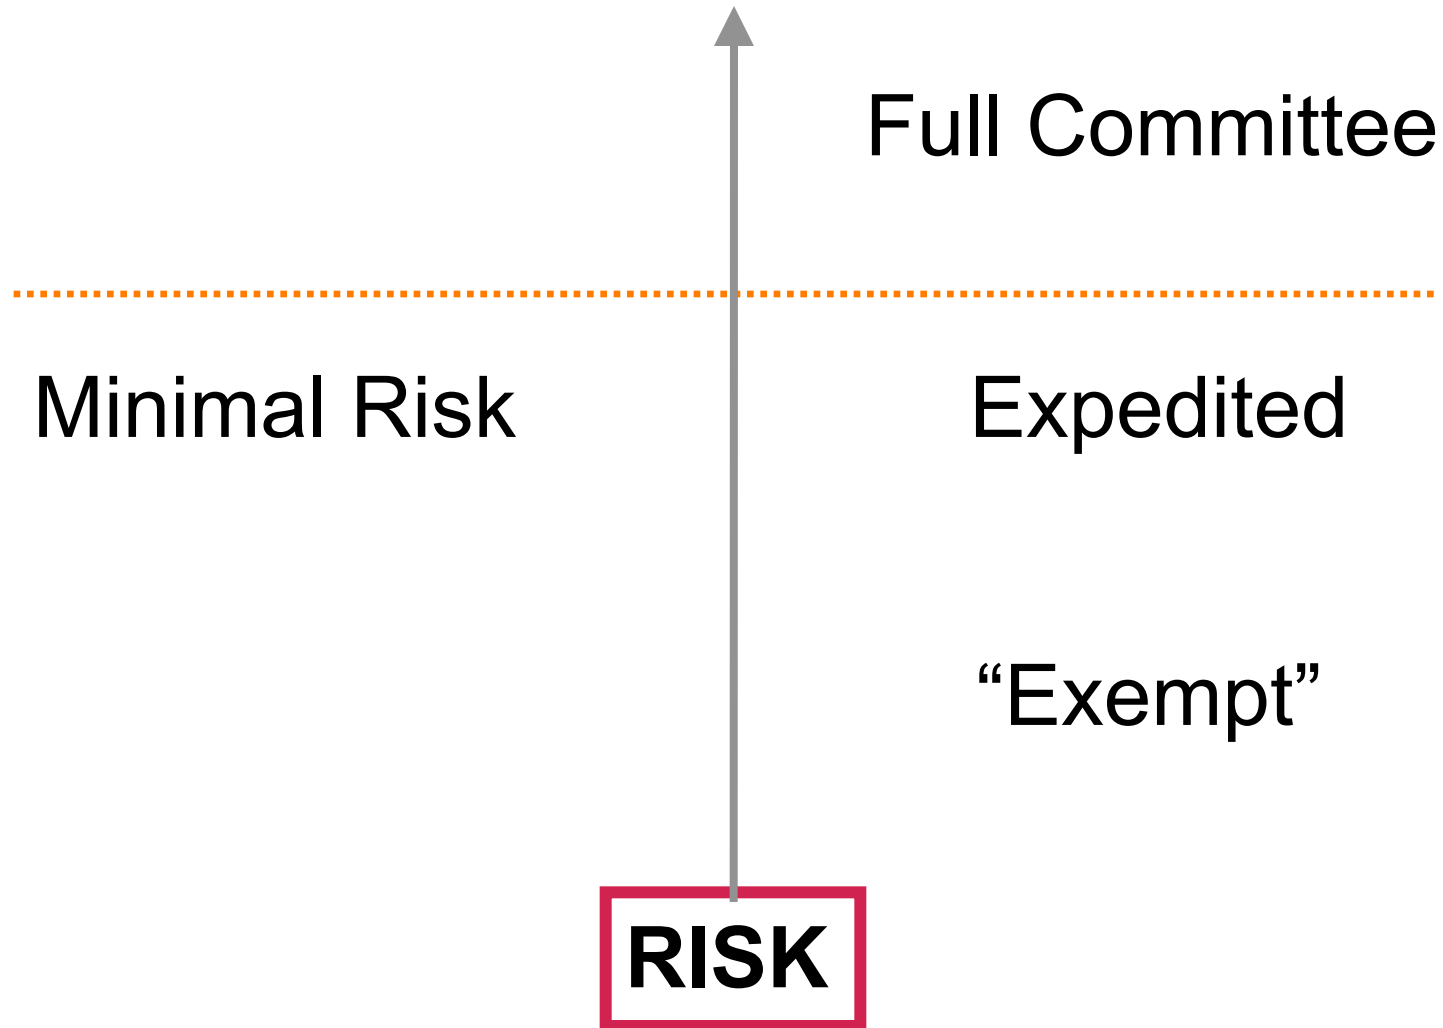 Full Committee
Minimal Risk
Expedited
“Exempt”
RISK